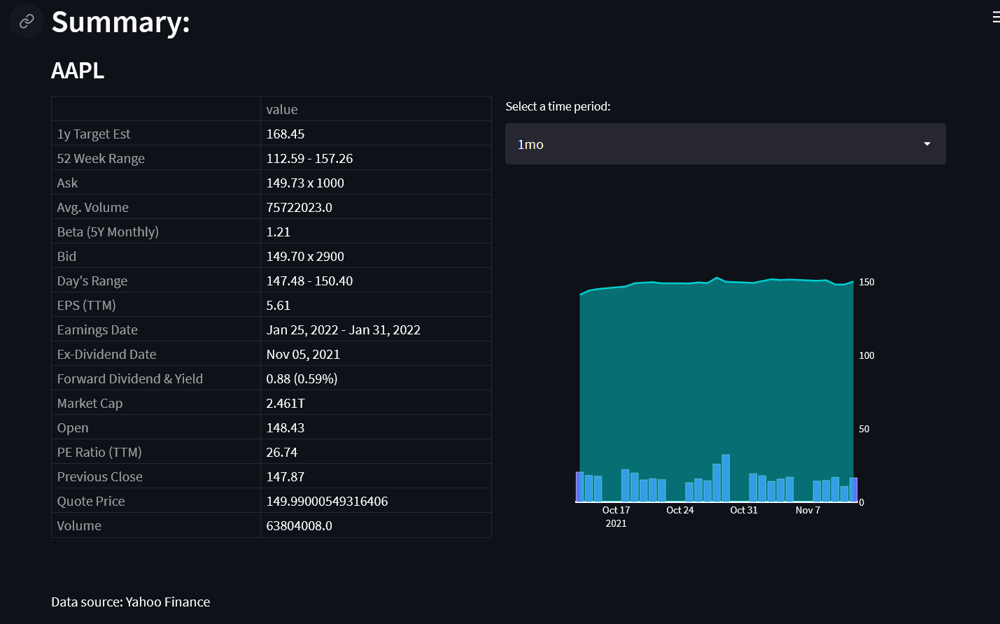 Summary:
AAPL
value
1y Target Est 168.45
52 Week Range 112.59 - 157.26
Ask 149.73 x 1000
Avg. Volume 75722023.0
Beta (5Y Monthly) 1.21
Bid 149.70 x 2900
Day's Range 147.48 - 150.40
EPS (TTM) 5.61
Earnings Date Jan 25, 2022 - Jan 31, 2022
Ex-Dividend Date Nov 05, 2021
Forward Dividend & Yield 0.88 (0.59%)
Market Cap 2.461T
Open 148.43
PE Ratio (TTM) 26.74
Previous Close 147.87
Quote Price 149.99000549316406
Volume 63804008.0
Select a time period:
1mo
150
100
50
0
Oct 17 Oct 24 Oct 31 Nov 7
2021
Data source: Yahoo Finance